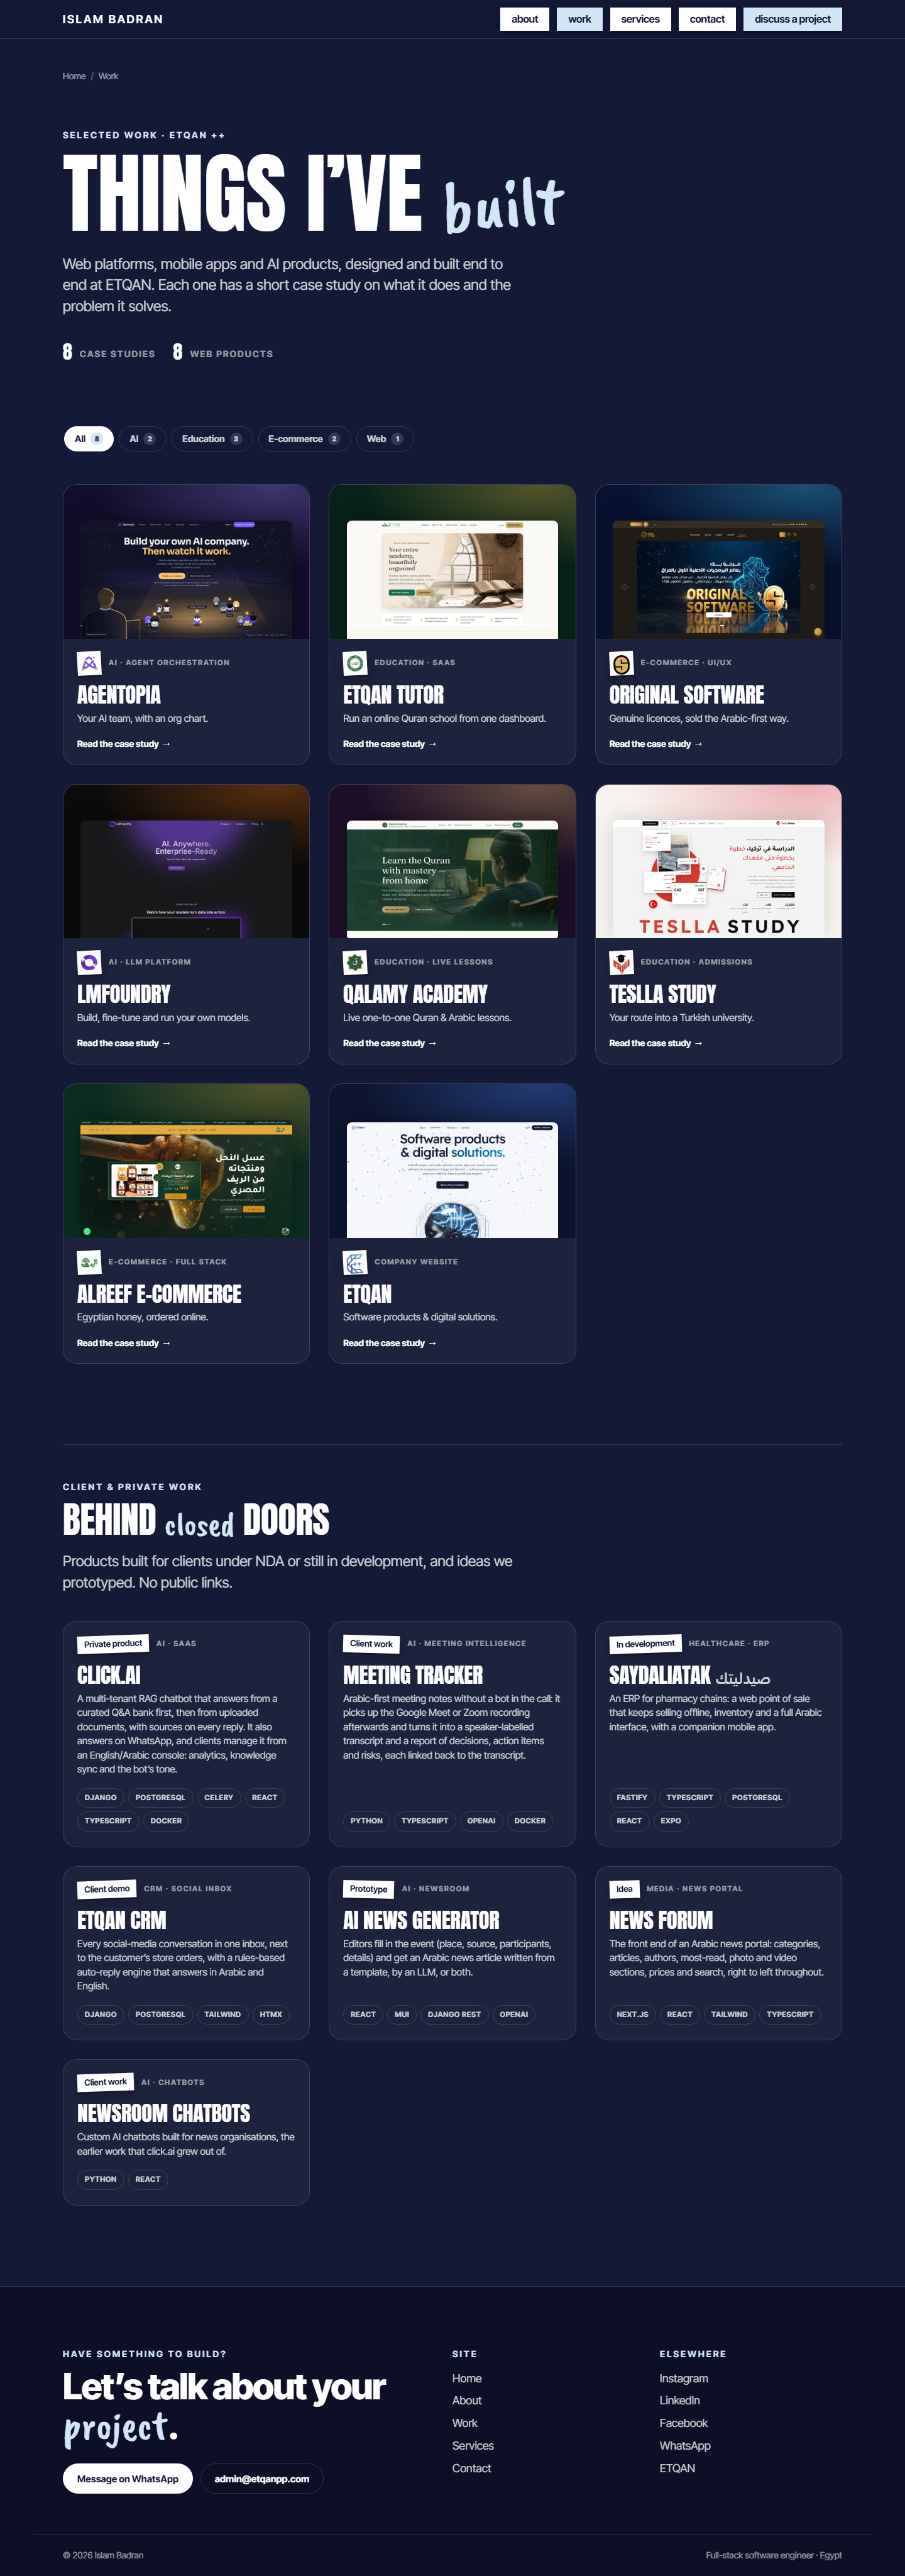 ISLAM BADRAN
about
work
services
contact
discuss a project
Home / Work
SELECTED WORK · ETQAN ++
THINGS I’VE built
Web platforms, mobile apps and AI products, designed and built end to
end at ETQAN. Each one has a short case study on what it does and the
problem it solves.
8 CASE STUDIES 8 WEB PRODUCTS
All 8
AI 2
Education 3
E-commerce 2
Web 1
Build your own AI company.
Then watch it work.
AI · AGENT ORCHESTRATION
AGENTOPIA
Your AI team, with an org chart.
Read the case study →
Your entire
academy,
beautifully
organized
EDUCATION · SAAS
ETQAN TUTOR
Run an online Quran school from one dashboard.
Read the case study →
ORIGINAL
SOFTWARE
E-COMMERCE · UI/UX
ORIGINAL SOFTWARE
Genuine licences, sold the Arabic-first way.
Read the case study →
AI. Anywhere.
Enterprise-Ready
Watch how your models turn data into action.
AI · LLM PLATFORM
LMFOUNDRY
Build, fine-tune and run your own models.
Read the case study →
Learn the Quran
with mastery —
from home
EDUCATION · LIVE LESSONS
QALAMY ACADEMY
Live one-to-one Quran & Arabic lessons.
Read the case study →
الدراسة في تركيا، خطوة
بخطوة حتى مقعدك
الجامعي.
TESLLA STUDY
EDUCATION · ADMISSIONS
TESLLA STUDY
Your route into a Turkish university.
Read the case study →
عسل النحل
ومنتجاته
من الريف
المصري
E-COMMERCE · FULL STACK
ALREEF E-COMMERCE
Egyptian honey, ordered online.
Read the case study →
Software products
& digital solutions.
COMPANY WEBSITE
ETQAN
Software products & digital solutions.
Read the case study →
CLIENT & PRIVATE WORK
BEHIND closed DOORS
Products built for clients under NDA or still in development, and ideas we
prototyped. No public links.
Private product AI · SAAS
CLICK.AI
A multi-tenant RAG chatbot that answers from a
curated Q&A bank first, then from uploaded
documents, with sources on every reply. It also
answers on WhatsApp, and clients manage it from
an English/Arabic console: analytics, knowledge
sync and the bot’s tone.
DJANGO POSTGRESQL CELERY REACT
TYPESCRIPT DOCKER
Client work AI · MEETING INTELLIGENCE
MEETING TRACKER
Arabic-first meeting notes without a bot in the call: it
picks up the Google Meet or Zoom recording
afterwards and turns it into a speaker-labelled
transcript and a report of decisions, action items
and risks, each linked back to the transcript.
PYTHON TYPESCRIPT OPENAI DOCKER
In development HEALTHCARE · ERP
SAYDALIATAK صيدليتك
An ERP for pharmacy chains: a web point of sale
that keeps selling offline, inventory and a full Arabic
interface, with a companion mobile app.
FASTIFY TYPESCRIPT POSTGRESQL
REACT EXPO
Client demo CRM · SOCIAL INBOX
ETQAN CRM
Every social-media conversation in one inbox, next
to the customer’s store orders, with a rules-based
auto-reply engine that answers in Arabic and
English.
DJANGO POSTGRESQL TAILWIND HTMX
Prototype AI · NEWSROOM
AI NEWS GENERATOR
Editors fill in the event (place, source, participants,
details) and get an Arabic news article written from
a template, by an LLM, or both.
REACT MUI DJANGO REST OPENAI
Idea MEDIA · NEWS PORTAL
NEWS FORUM
The front end of an Arabic news portal: categories,
articles, authors, most-read, photo and video
sections, prices and search, right to left throughout.
NEXT.JS REACT TAILWIND TYPESCRIPT
Client work AI · CHATBOTS
NEWSROOM CHATBOTS
Custom AI chatbots built for news organisations, the
earlier work that click.ai grew out of.
PYTHON REACT
HAVE SOMETHING TO BUILD?
Let’s talk about your
project.
Message on WhatsApp
admin@etqanpp.com
SITE
Home
About
Work
Services
Contact
ELSEWHERE
Instagram
LinkedIn
Facebook
WhatsApp
ETQAN
© 2026 Islam Badran
Full-stack software engineer · Egypt